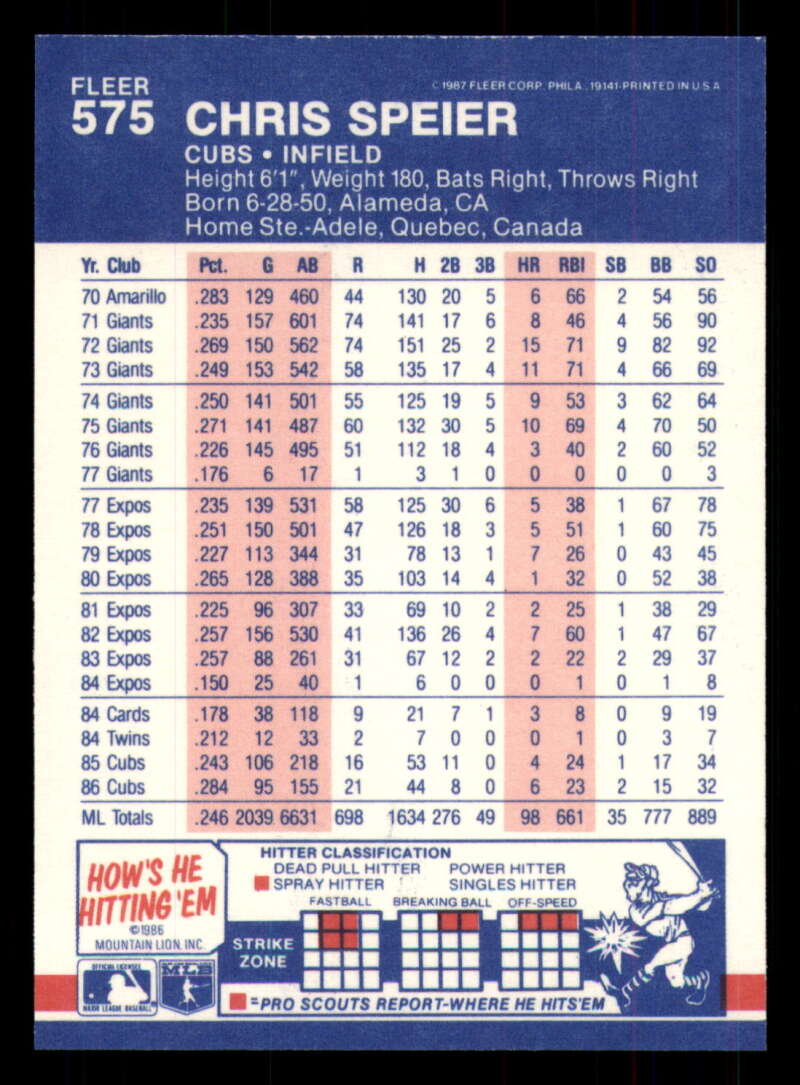 FLEER
575
© 1987 FLEER CORP. PHILA., 19141-PRINTED IN U S A
CHRIS SPEIER
CUBS • INFIELD
Height 6'1", Weight 180, Bats Right, Throws Right
Born 6-28-50, Alameda, CA
Home Ste.-Adele, Quebec, Canada
Yr. Club Pct. G AB R H 2B 3B HR RBI SB BB SO
70 Amarillo .283 129 460 44 130 20 5 6 66 2 54 56
71 Giants .235 157 601 74 141 17 6 8 46 4 56 90
72 Giants .269 150 562 74 151 25 2 15 71 9 82 92
73 Giants .249 153 542 58 135 17 4 11 71 4 66 69
74 Giants .250 141 501 55 125 19 5 9 53 3 62 64
75 Giants .271 141 487 60 132 30 5 10 69 4 70 50
76 Giants .226 145 495 51 112 18 4 3 40 2 60 52
77 Giants .176 6 17 1 3 1 0 0 0 0 0 3
77 Expos .235 139 531 58 125 30 6 5 38 1 67 78
78 Expos .251 150 501 47 126 18 3 5 51 1 60 75
79 Expos .227 113 344 31 78 13 1 7 26 0 43 45
80 Expos .265 128 388 35 103 14 4 1 32 0 52 38
81 Expos .225 96 307 33 69 10 2 2 25 1 38 29
82 Expos .257 156 530 41 136 26 4 7 60 1 47 67
83 Expos .257 88 261 31 67 12 2 2 22 2 29 37
84 Expos .150 25 40 1 6 0 0 0 1 0 1 8
84 Cards .178 38 118 9 21 7 1 3 8 0 9 19
84 Twins .212 12 33 2 7 0 0 0 1 0 3 7
85 Cubs .243 106 218 16 53 11 0 4 24 1 17 34
86 Cubs .284 95 155 21 44 8 0 6 23 2 15 32
ML Totals .246 2039 6631 698 1634 276 49 98 661 35 777 889
HOW'S HE
HITTING 'EM
©1986
MOUNTAIN LION, INC.
HITTER CLASSIFICATION
DEAD PULL HITTER POWER HITTER
SPRAY HITTER SINGLES HITTER
FASTBALL BREAKING BALL OFF-SPEED
STRIKE
ZONE
=PRO SCOUTS REPORT-WHERE HE HITS'EM
OFFICIAL LICENSEE
MAJOR LEAGUE BASEBALL
MLB